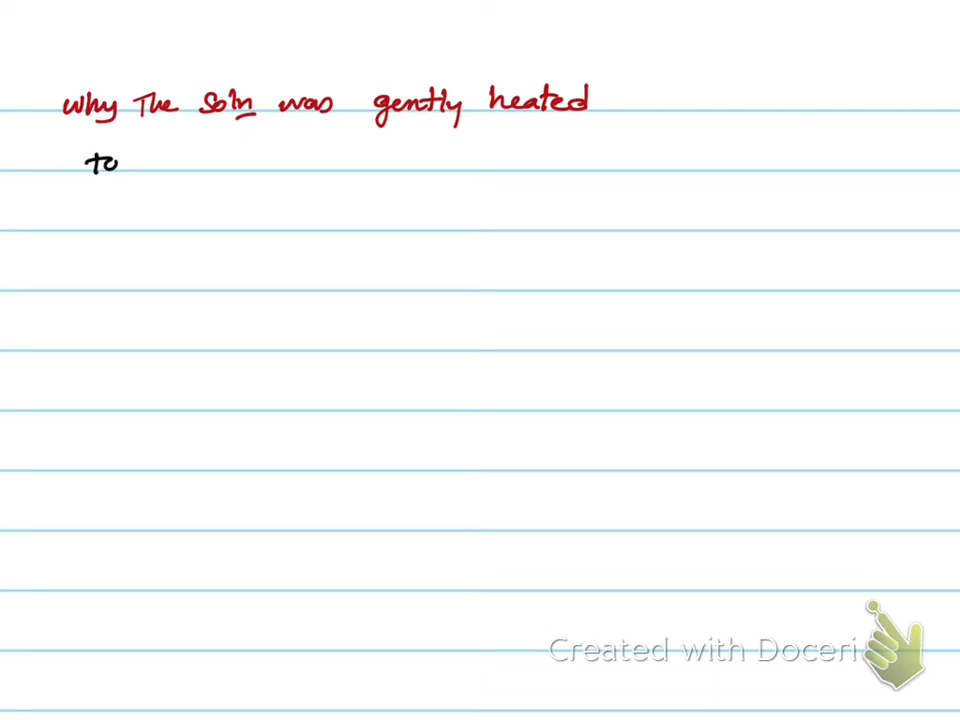 why The soln was gently heated
to
Created with Doceri